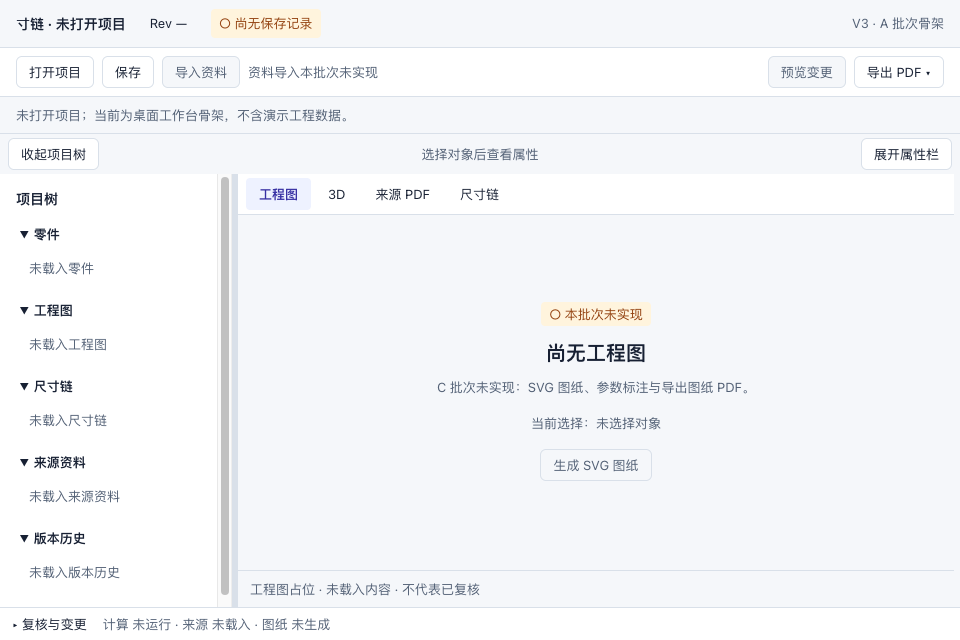 寸链 · 未打开项目 Rev — 尚无保存记录 V3 · A 批次骨架
打开项目 保存 导入资料 资料导入本批次未实现 预览变更 导出 PDF
未打开项目；当前为桌面工作台骨架，不含演示工程数据。
收起项目树 选择对象后查看属性 展开属性栏
项目树
零件
未载入零件
工程图
未载入工程图
尺寸链
未载入尺寸链
来源资料
未载入来源资料
版本历史
未载入版本历史
工程图 3D 来源 PDF 尺寸链
本批次未实现
尚无工程图
C 批次未实现：SVG 图纸、参数标注与导出图纸 PDF。
当前选择：未选择对象
生成 SVG 图纸
工程图占位 · 未载入内容 · 不代表已复核
复核与变更 计算 未运行 · 来源 未载入 · 图纸 未生成